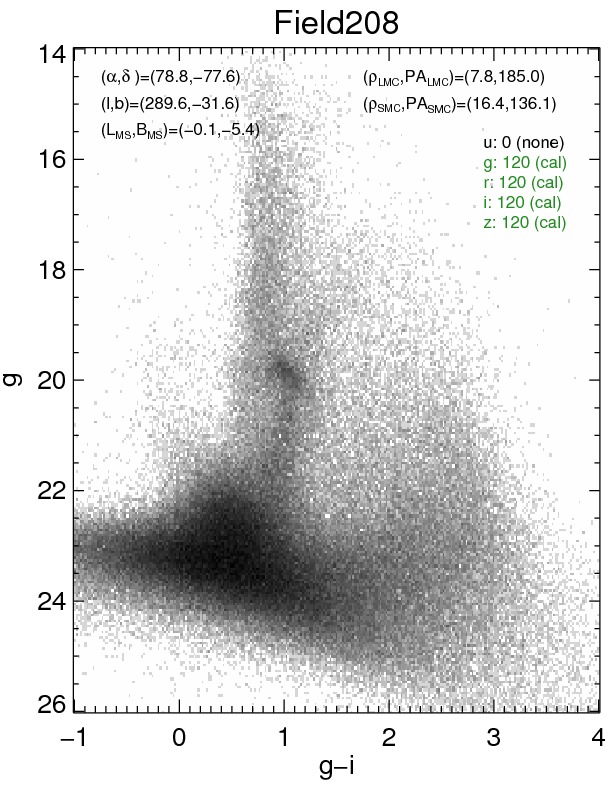 Field208
(α,δ )=(78.8,−77.6)
(l,b)=(289.6,−31.6)
(LMS,BMS)=(−0.1,−5.4)
(ρLMC,PALMC)=(7.8,185.0)
(ρSMC,PASMC)=(16.4,136.1)
u: 0 (none)
g: 120 (cal)
r: 120 (cal)
i: 120 (cal)
z: 120 (cal)
14
16
18
20
22
24
26
g
−1 0 1 2 3 4
g−i